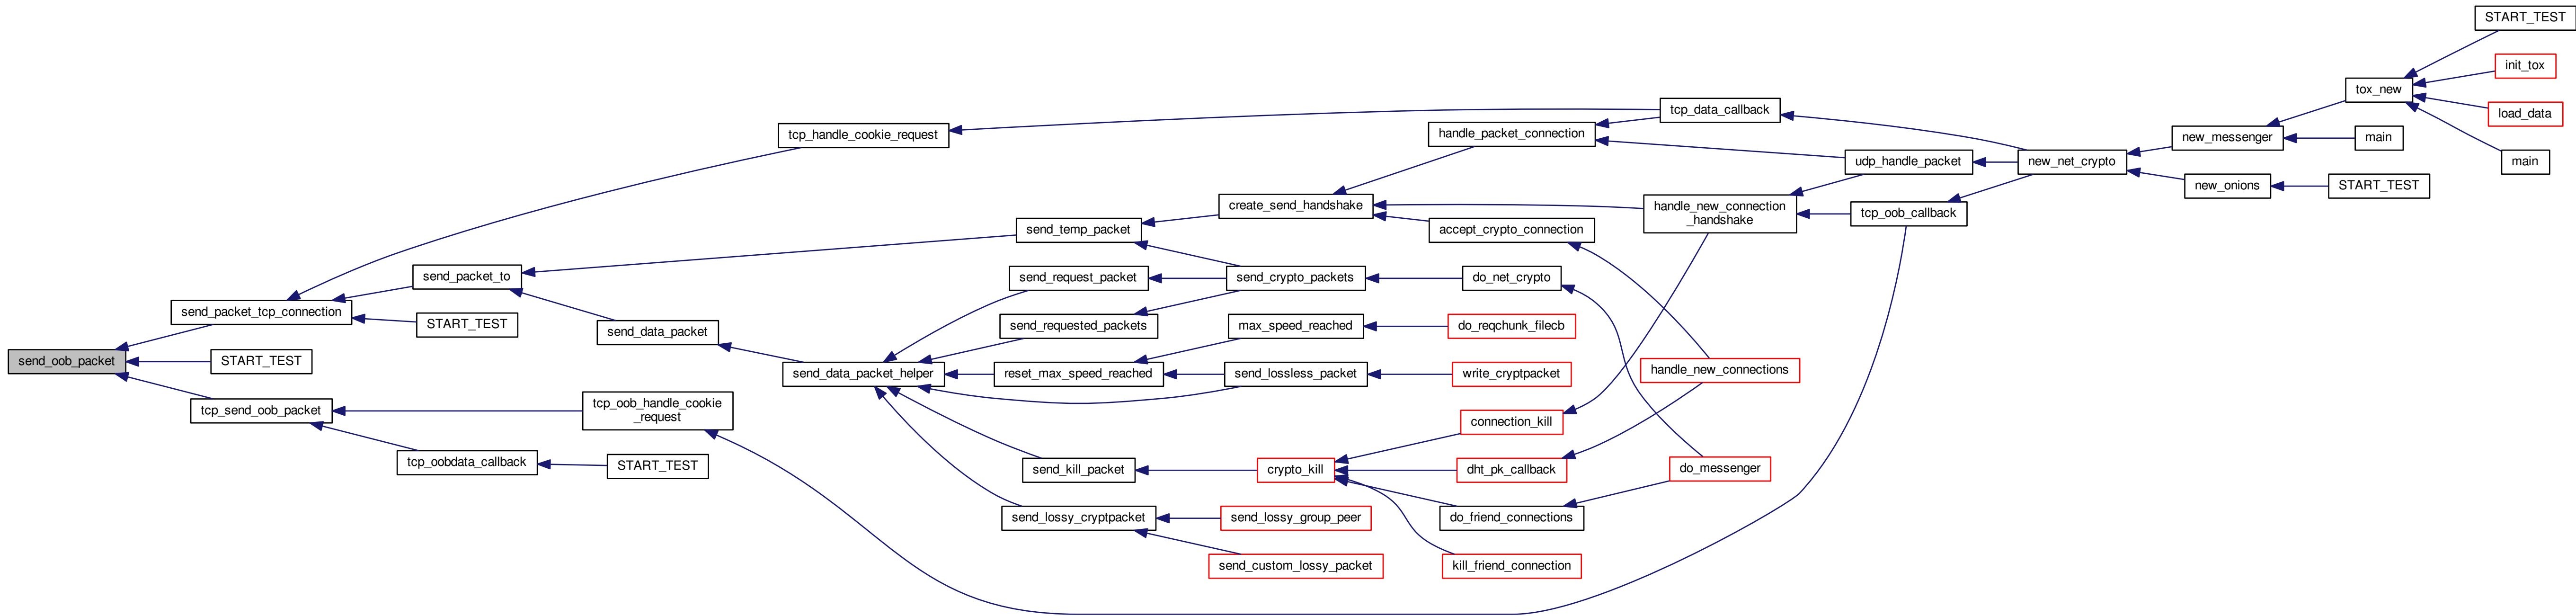 START_TEST
init_tox
tox_new
load_data
tcp_data_callback
tcp_handle_cookie_request
handle_packet_connection
new_messenger
main
udp_handle_packet
new_net_crypto
main
new_onions
START_TEST
create_send_handshake
handle_new_connection
_handshake
tcp_oob_callback
send_temp_packet
accept_crypto_connection
send_packet_to
send_request_packet
send_crypto_packets
do_net_crypto
send_packet_tcp_connection
START_TEST
send_data_packet
send_requested_packets
max_speed_reached
do_reqchunk_filecb
send_oob_packet
START_TEST
send_data_packet_helper
reset_max_speed_reached
send_lossless_packet
write_cryptpacket
handle_new_connections
tcp_send_oob_packet
tcp_oob_handle_cookie
_request
connection_kill
tcp_oobdata_callback
START_TEST
send_kill_packet
crypto_kill
dht_pk_callback
do_messenger
send_lossy_cryptpacket
send_lossy_group_peer
do_friend_connections
send_custom_lossy_packet
kill_friend_connection